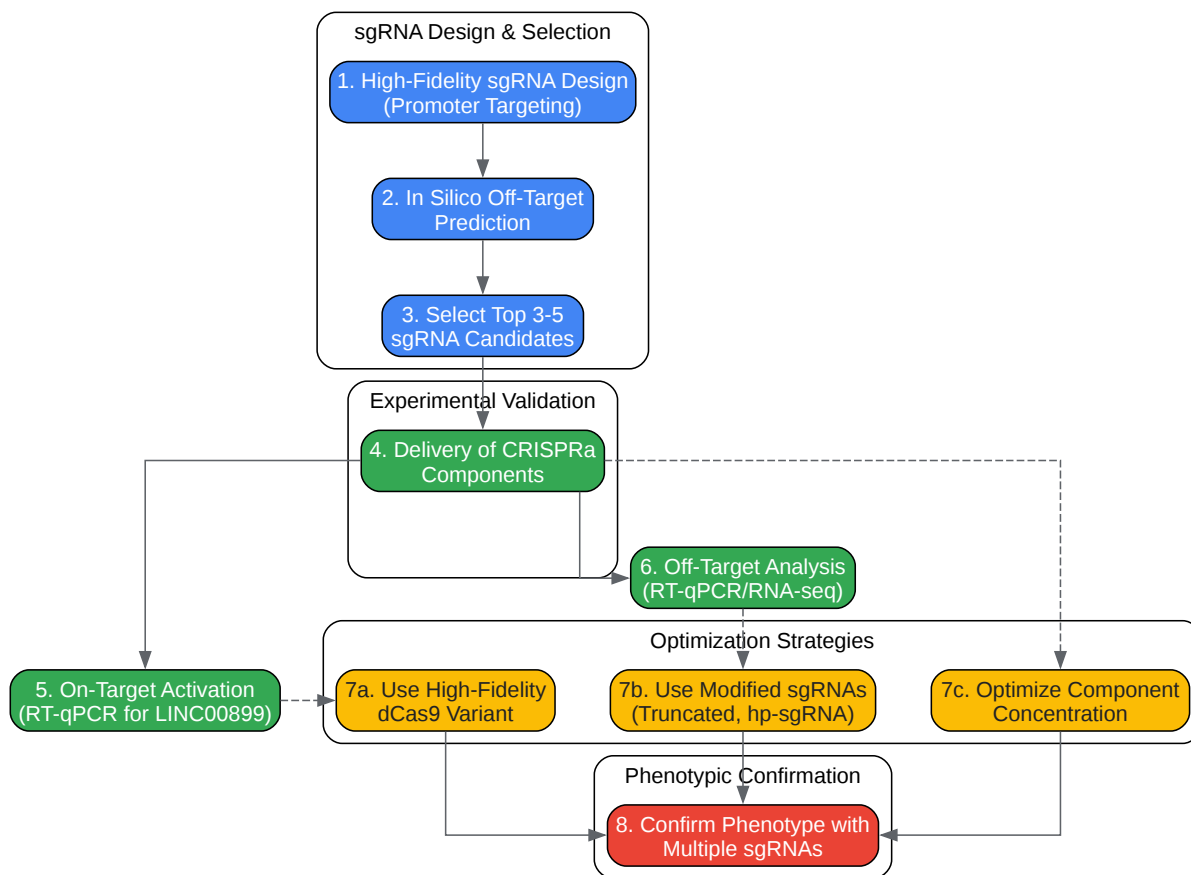 sgRNA Design & Selection
1. High-Fidelity sgRNA Design
(Promoter Targeting)
2. In Silico Off-Target
Prediction
3. Select Top 3-5
sgRNA Candidates
Experimental Validation
4. Delivery of CRISPRa
Components
6. Off-Target Analysis
(RT-qPCR/RNA-seq)
Optimization Strategies
5. On-Target Activation
(RT-qPCR for LINC00899)
7a. Use High-Fidelity
dCas9 Variant
7b. Use Modified sgRNAs
(Truncated, hp-sgRNA)
7c. Optimize Component
Concentration
Phenotypic Confirmation
8. Confirm Phenotype with
Multiple sgRNAs